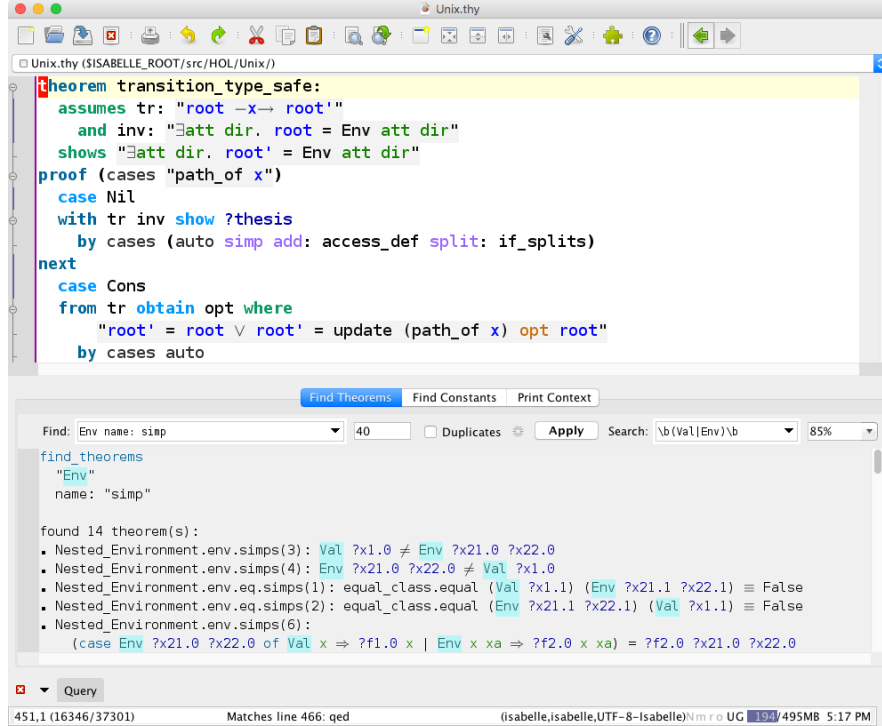 Unix.thy
Unix.thy ($ISABELLE_ROOT/src/HOL/Unix/)
theorem transition_type_safe:
assumes tr: "root −x→ root'"
and inv: "∃att dir. root = Env att dir"
shows "∃att dir. root' = Env att dir"
proof (cases "path_of x")
case Nil
with tr inv show ?thesis
by cases (auto simp add: access_def split: if_splits)
next
case Cons
from tr obtain opt where
"root' = root ∨ root' = update (path_of x) opt root"
by cases auto
Find Theorems Find Constants Print Context
Find: Env name: simp 40 Duplicates Apply Search: \b(Val|Env)\b 85%
find_theorems
"Env"
name: "simp"
found 14 theorem(s):
▪ Nested_Environment.env.simps(3): Val ?x1.0 ≠ Env ?x21.0 ?x22.0
▪ Nested_Environment.env.simps(4): Env ?x21.0 ?x22.0 ≠ Val ?x1.0
▪ Nested_Environment.env.eq.simps(1): equal_class.equal (Val ?x1.1) (Env ?x21.1 ?x22.1) ≡ False
▪ Nested_Environment.env.eq.simps(2): equal_class.equal (Env ?x21.1 ?x22.1) (Val ?x1.1) ≡ False
▪ Nested_Environment.env.simps(6):
(case Env ?x21.0 ?x22.0 of Val x ⇒ ?f1.0 x | Env x xa ⇒ ?f2.0 x xa) = ?f2.0 ?x21.0 ?x22.0
Query
451,1 (16346/37301) Matches line 466: qed (isabelle,isabelle,UTF-8-Isabelle)N m r o UG 194/495MB 5:17 PM